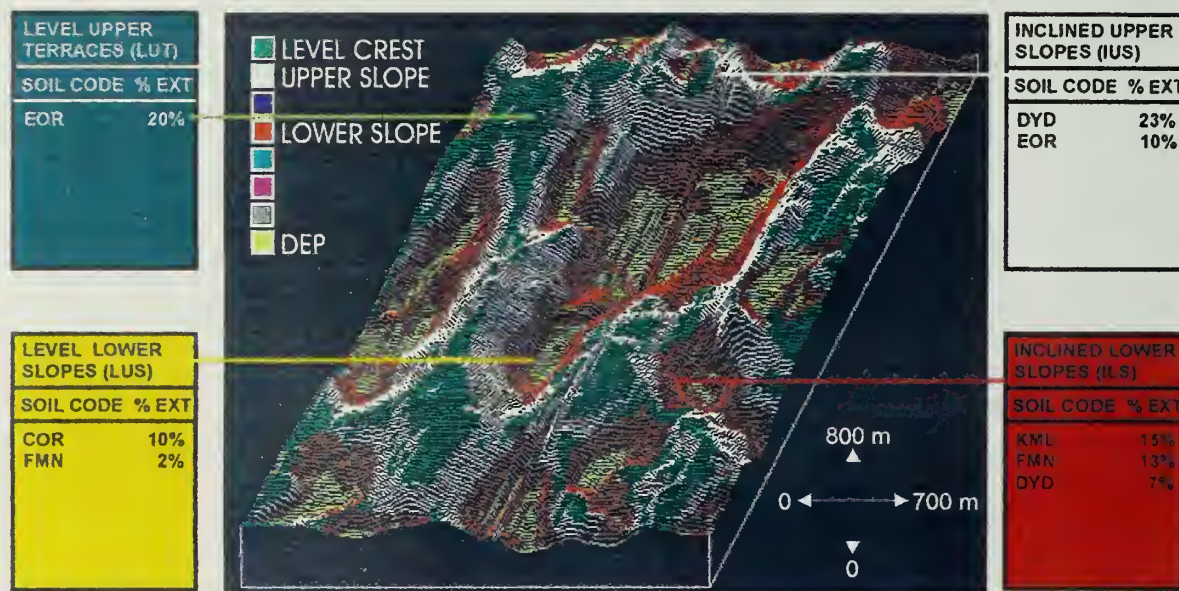 LEVEL UPPER
TERRACES (LUT)
SOIL CODE % EXT
EOR 20%
LEVEL LOWER
SLOPES (LUS)
SOIL CODE % EXT
COR 10%
FMN 2%
LEVEL CREST
UPPER SLOPE
LOWER SLOPE
DEP
800 m
0
700 m
0
INCLINED UPPER
SLOPES (IUS)
SOIL CODE % EXT
DYD 23%
EOR 10%
INCLINED LOWER
SLOPES (ILS)
SOIL CODE % EXT
KML 15%
FMN 13%
DYD 7%